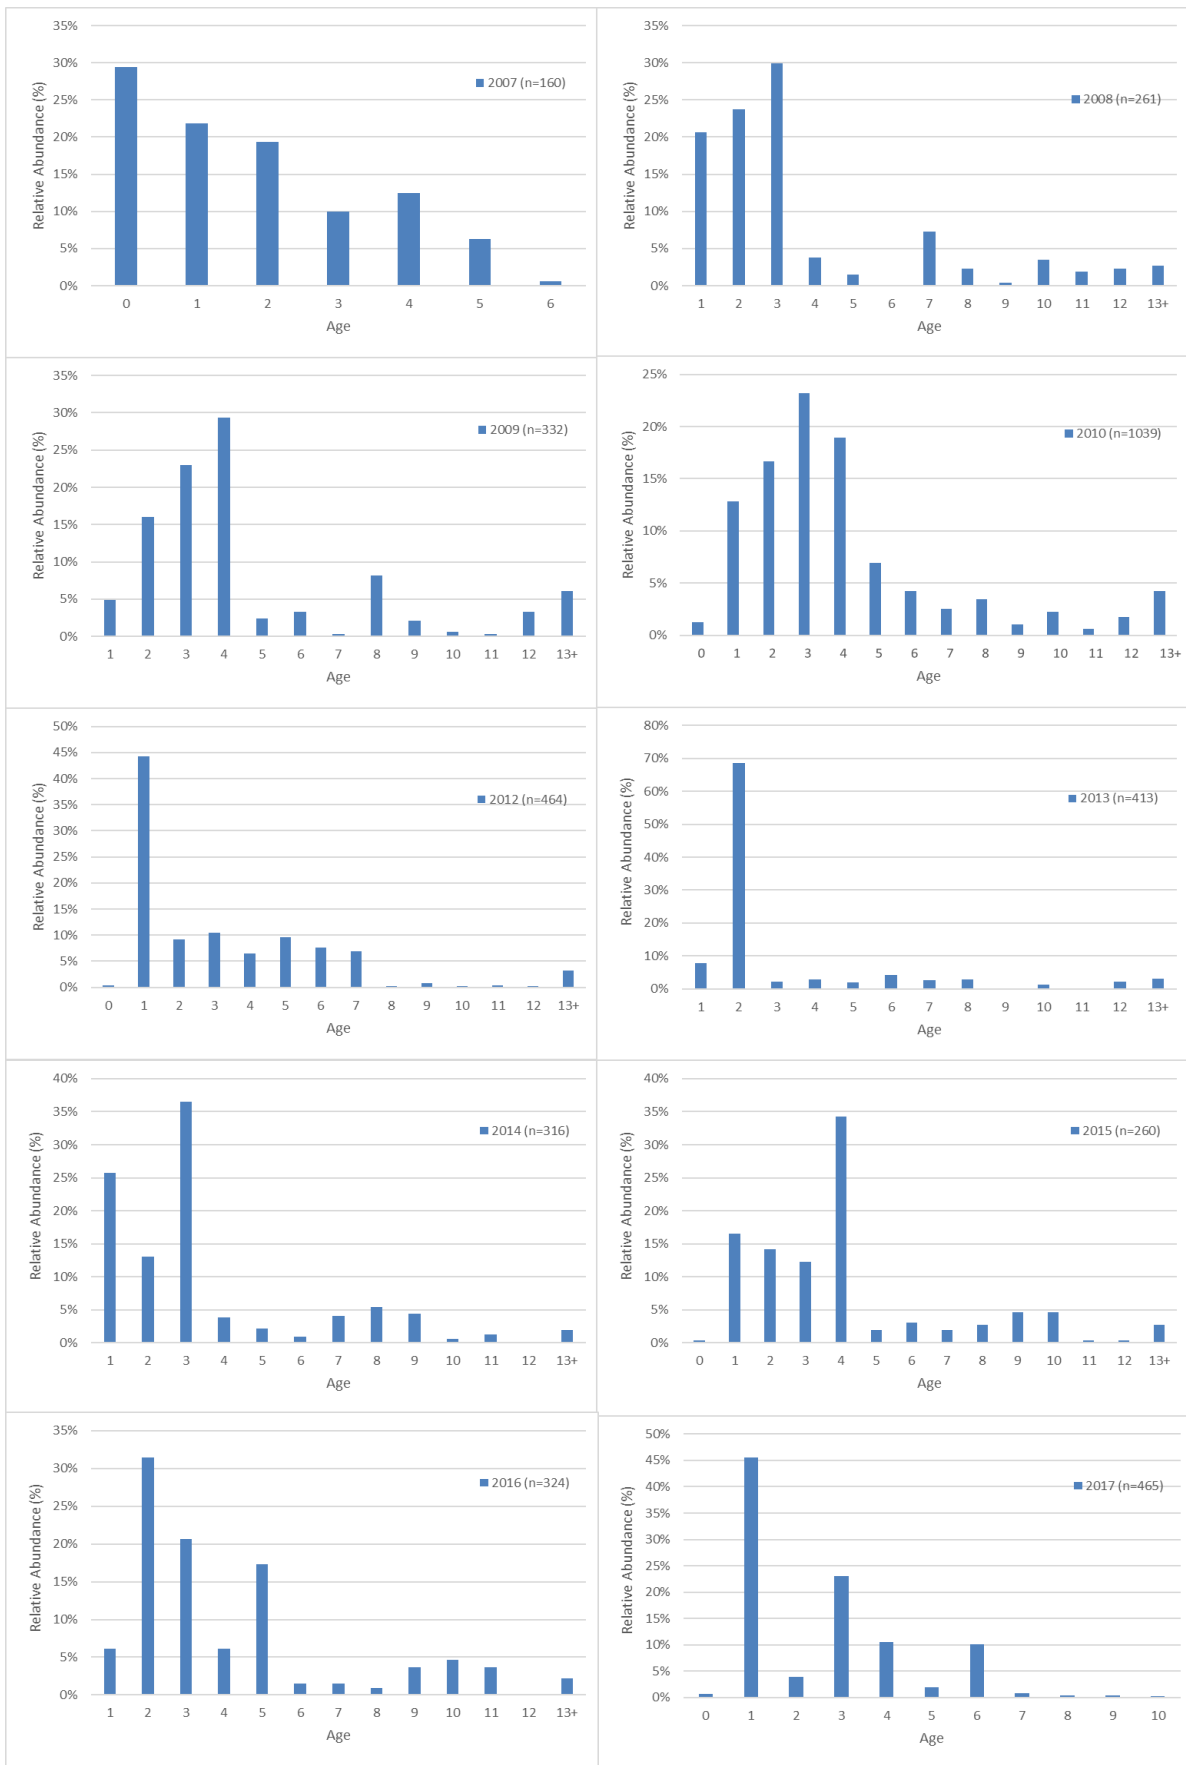 35%
30%
25%
20%
15%
10%
5%
0%
Relative Abundance (%)
2007 (n=160)
0 1 2 3 4 5 6
Age
35%
30%
25%
20%
15%
10%
5%
0%
Relative Abundance (%)
2008 (n=261)
1 2 3 4 5 6 7 8 9 10 11 12 13+
Age
35%
30%
25%
20%
15%
10%
5%
0%
Relative Abundance (%)
2009 (n=332)
1 2 3 4 5 6 7 8 9 10 11 12 13+
Age
25%
20%
15%
10%
5%
0%
Relative Abundance (%)
2010 (n=1039)
0 1 2 3 4 5 6 7 8 9 10 11 12 13+
Age
50%
45%
40%
35%
30%
25%
20%
15%
10%
5%
0%
Relative Abundance (%)
2012 (n=464)
0 1 2 3 4 5 6 7 8 9 10 11 12 13+
Age
80%
70%
60%
50%
40%
30%
20%
10%
0%
Relative Abundance (%)
2013 (n=413)
1 2 3 4 5 6 7 8 9 10 11 12 13+
Age
40%
35%
30%
25%
20%
15%
10%
5%
0%
Relative Abundance (%)
2014 (n=316)
1 2 3 4 5 6 7 8 9 10 11 12 13+
Age
40%
35%
30%
25%
20%
15%
10%
5%
0%
Relative Abundance (%)
2015 (n=260)
0 1 2 3 4 5 6 7 8 9 10 11 12 13+
Age
35%
30%
25%
20%
15%
10%
5%
0%
Relative Abundance (%)
2016 (n=324)
1 2 3 4 5 6 7 8 9 10 11 12 13+
Age
50%
45%
40%
35%
30%
25%
20%
15%
10%
5%
0%
Relative Abundance (%)
2017 (n=465)
0 1 2 3 4 5 6 7 8 9 10
Age